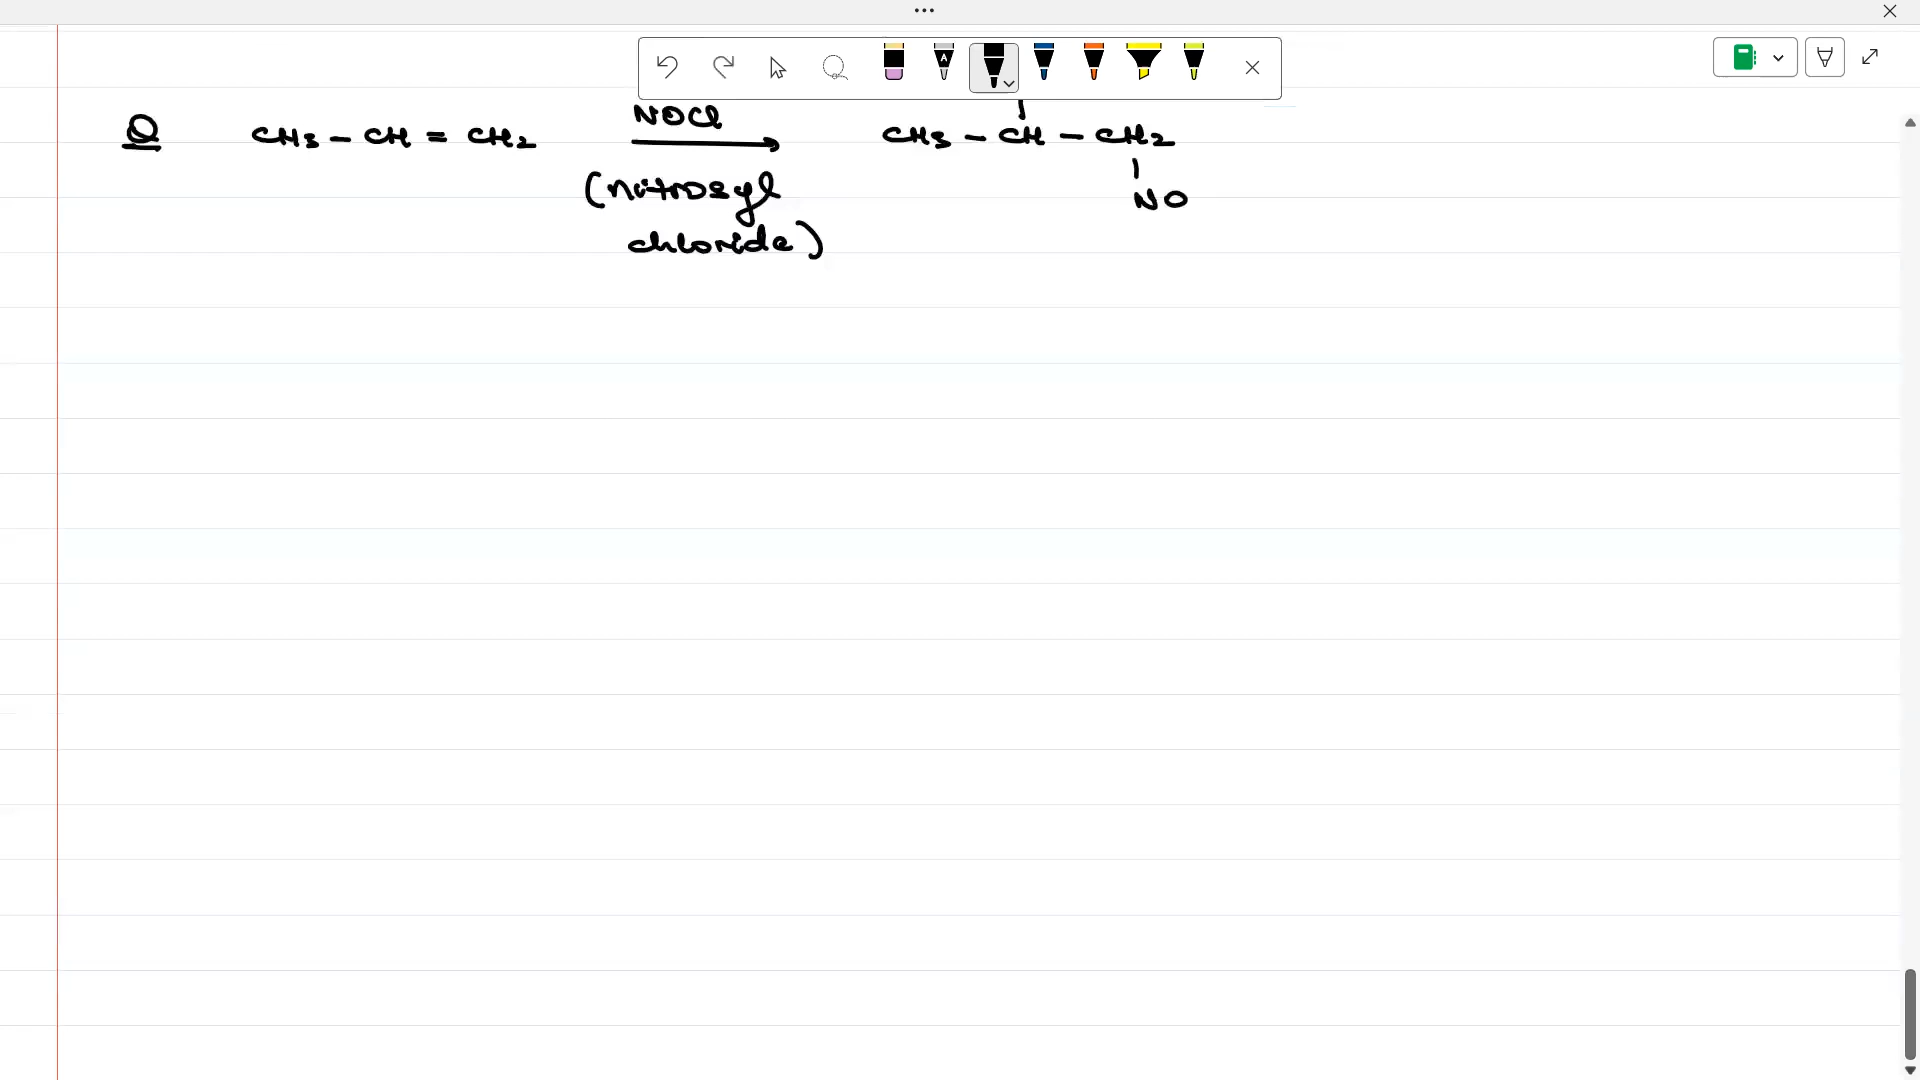 Q CH3 - CH = CH2 NOCl CH3 - CH - CH2
(nitrosyl NO
chloride)